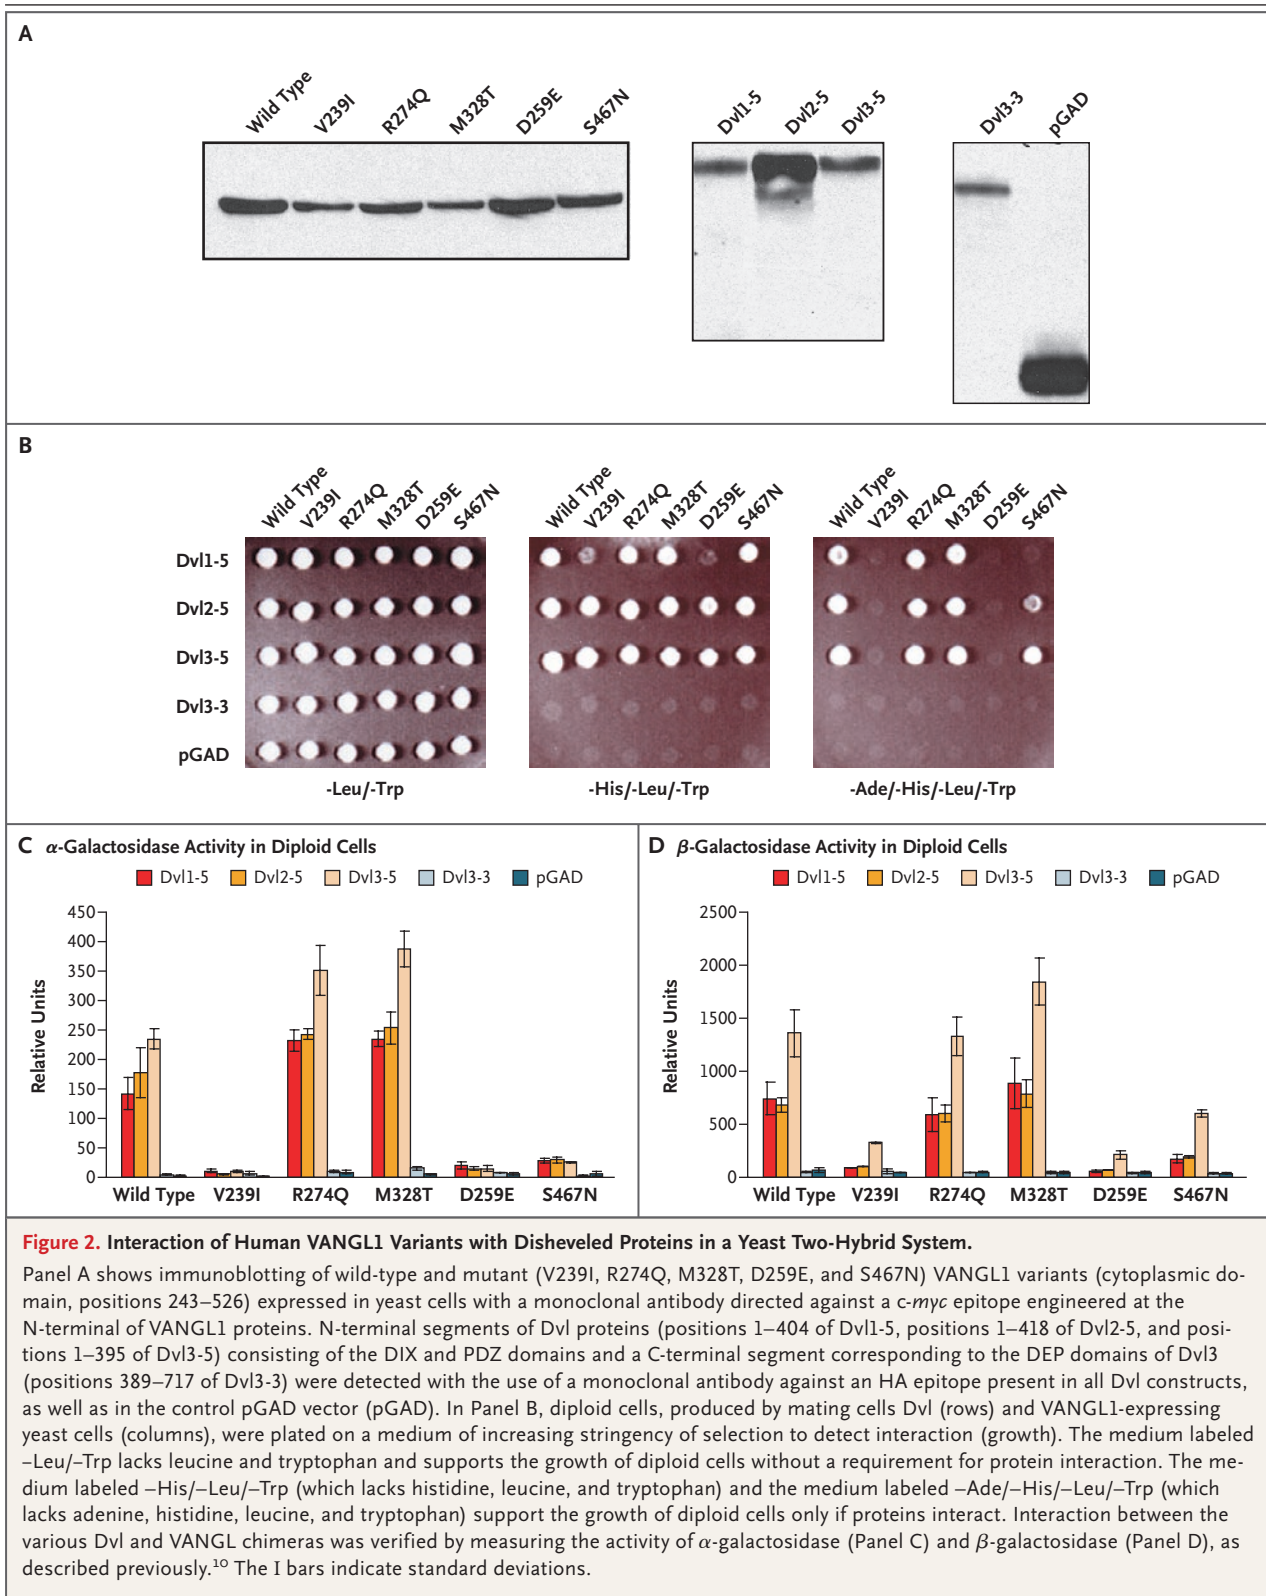 A
Wild Type V239I R274Q M328T D259E S467N
Dvl1-5 Dvl2-5 Dvl3-5
Dvl3-3 pGAD
B
Wild Type V239I R274Q M328T D259E S467N
Wild Type V239I R274Q M328T D259E S467N
Wild Type V239I R274Q M328T D259E S467N
Dvl1-5
Dvl2-5
Dvl3-5
Dvl3-3
pGAD
-Leu/-Trp
-His/-Leu/-Trp
-Ade/-His/-Leu/-Trp
C α-Galactosidase Activity in Diploid Cells
Dvl1-5 Dvl2-5 Dvl3-5 Dvl3-3 pGAD
Relative Units
450
400
350
300
250
200
150
100
50
0
Wild Type V239I R274Q M328T D259E S467N
D β-Galactosidase Activity in Diploid Cells
Dvl1-5 Dvl2-5 Dvl3-5 Dvl3-3 pGAD
Relative Units
2500
2000
1500
1000
500
0
Wild Type V239I R274Q M328T D259E S467N
Figure 2. Interaction of Human VANGL1 Variants with Disheveled Proteins in a Yeast Two-Hybrid System.
Panel A shows immunoblotting of wild-type and mutant (V239I, R274Q, M328T, D259E, and S467N) VANGL1 variants (cytoplasmic do-
main, positions 243–526) expressed in yeast cells with a monoclonal antibody directed against a c-myc epitope engineered at the
N-terminal of VANGL1 proteins. N-terminal segments of Dvl proteins (positions 1–404 of Dvl1-5, positions 1–418 of Dvl2-5, and posi-
tions 1–395 of Dvl3-5) consisting of the DIX and PDZ domains and a C-terminal segment corresponding to the DEP domains of Dvl3
(positions 389–717 of Dvl3-3) were detected with the use of a monoclonal antibody against an HA epitope present in all Dvl constructs,
as well as in the control pGAD vector (pGAD). In Panel B, diploid cells, produced by mating cells Dvl (rows) and VANGL1-expressing
yeast cells (columns), were plated on a medium of increasing stringency of selection to detect interaction (growth). The medium labeled
–Leu/–Trp lacks leucine and tryptophan and supports the growth of diploid cells without a requirement for protein interaction. The me-
dium labeled –His/–Leu/–Trp (which lacks histidine, leucine, and tryptophan) and the medium labeled –Ade/–His/–Leu/–Trp (which
lacks adenine, histidine, leucine, and tryptophan) support the growth of diploid cells only if proteins interact. Interaction between the
various Dvl and VANGL chimeras was verified by measuring the activity of α-galactosidase (Panel C) and β-galactosidase (Panel D), as
described previously.¹⁰ The I bars indicate standard deviations.